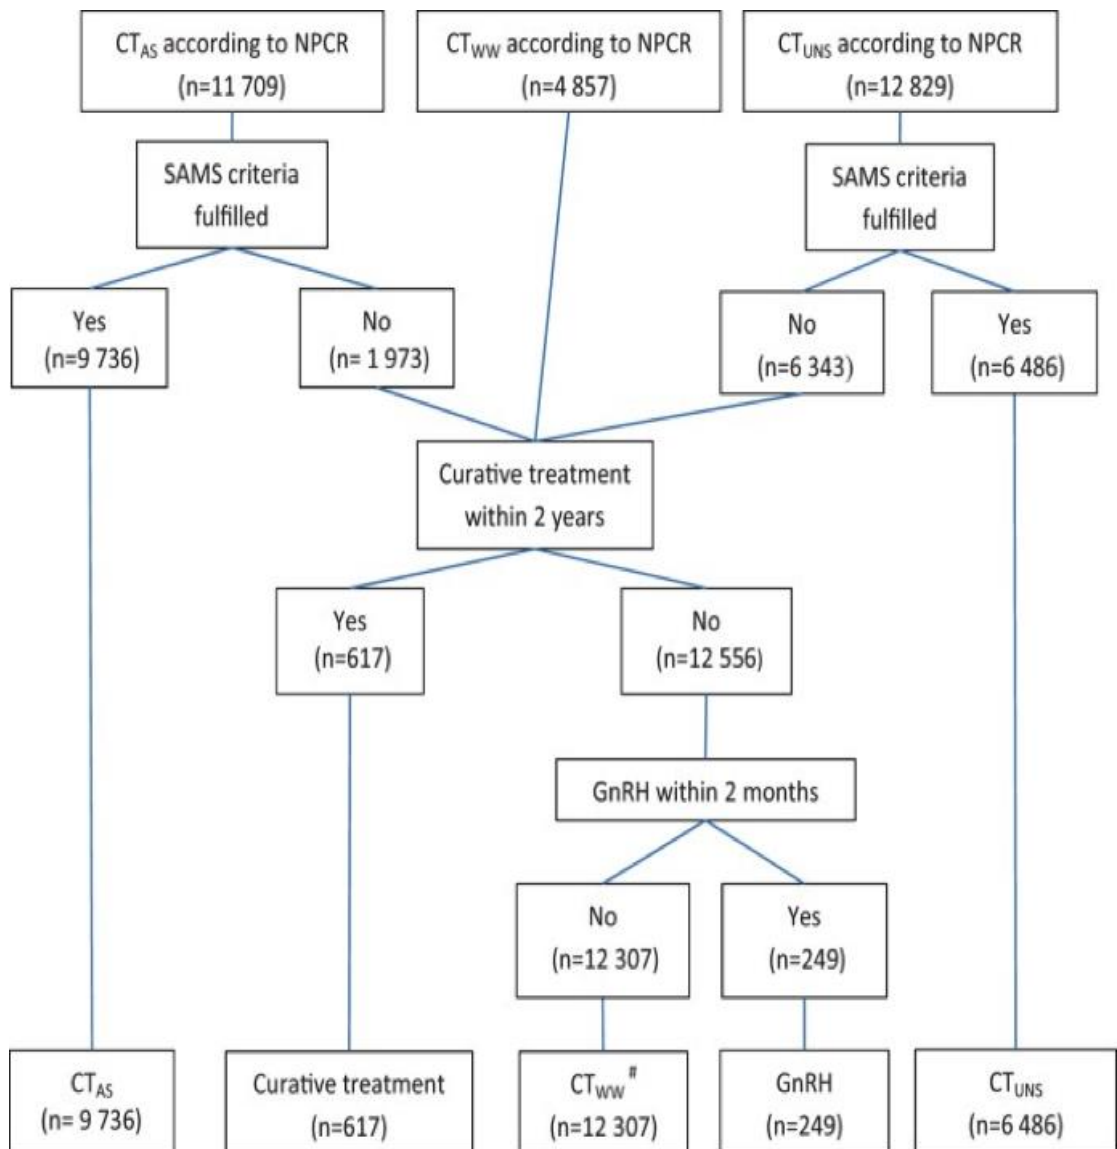 CTAS according to NPCR
(n=11 709)
CTWW according to NPCR
(n=4 857)
CTUNS according to NPCR
(n=12 829)
SAMS criteria
fulfilled
SAMS criteria
fulfilled
Yes
(n=9 736)
No
(n= 1 973)
No
(n=6 343)
Yes
(n=6 486)
Curative treatment
within 2 years
Yes
(n=617)
No
(n=12 556)
GnRH within 2 months
No
(n=12 307)
Yes
(n=249)
CTAS
(n= 9 736)
Curative treatment
(n=617)
CTWW#
(n=12 307)
GnRH
(n=249)
CTUNS
(n=6 486)